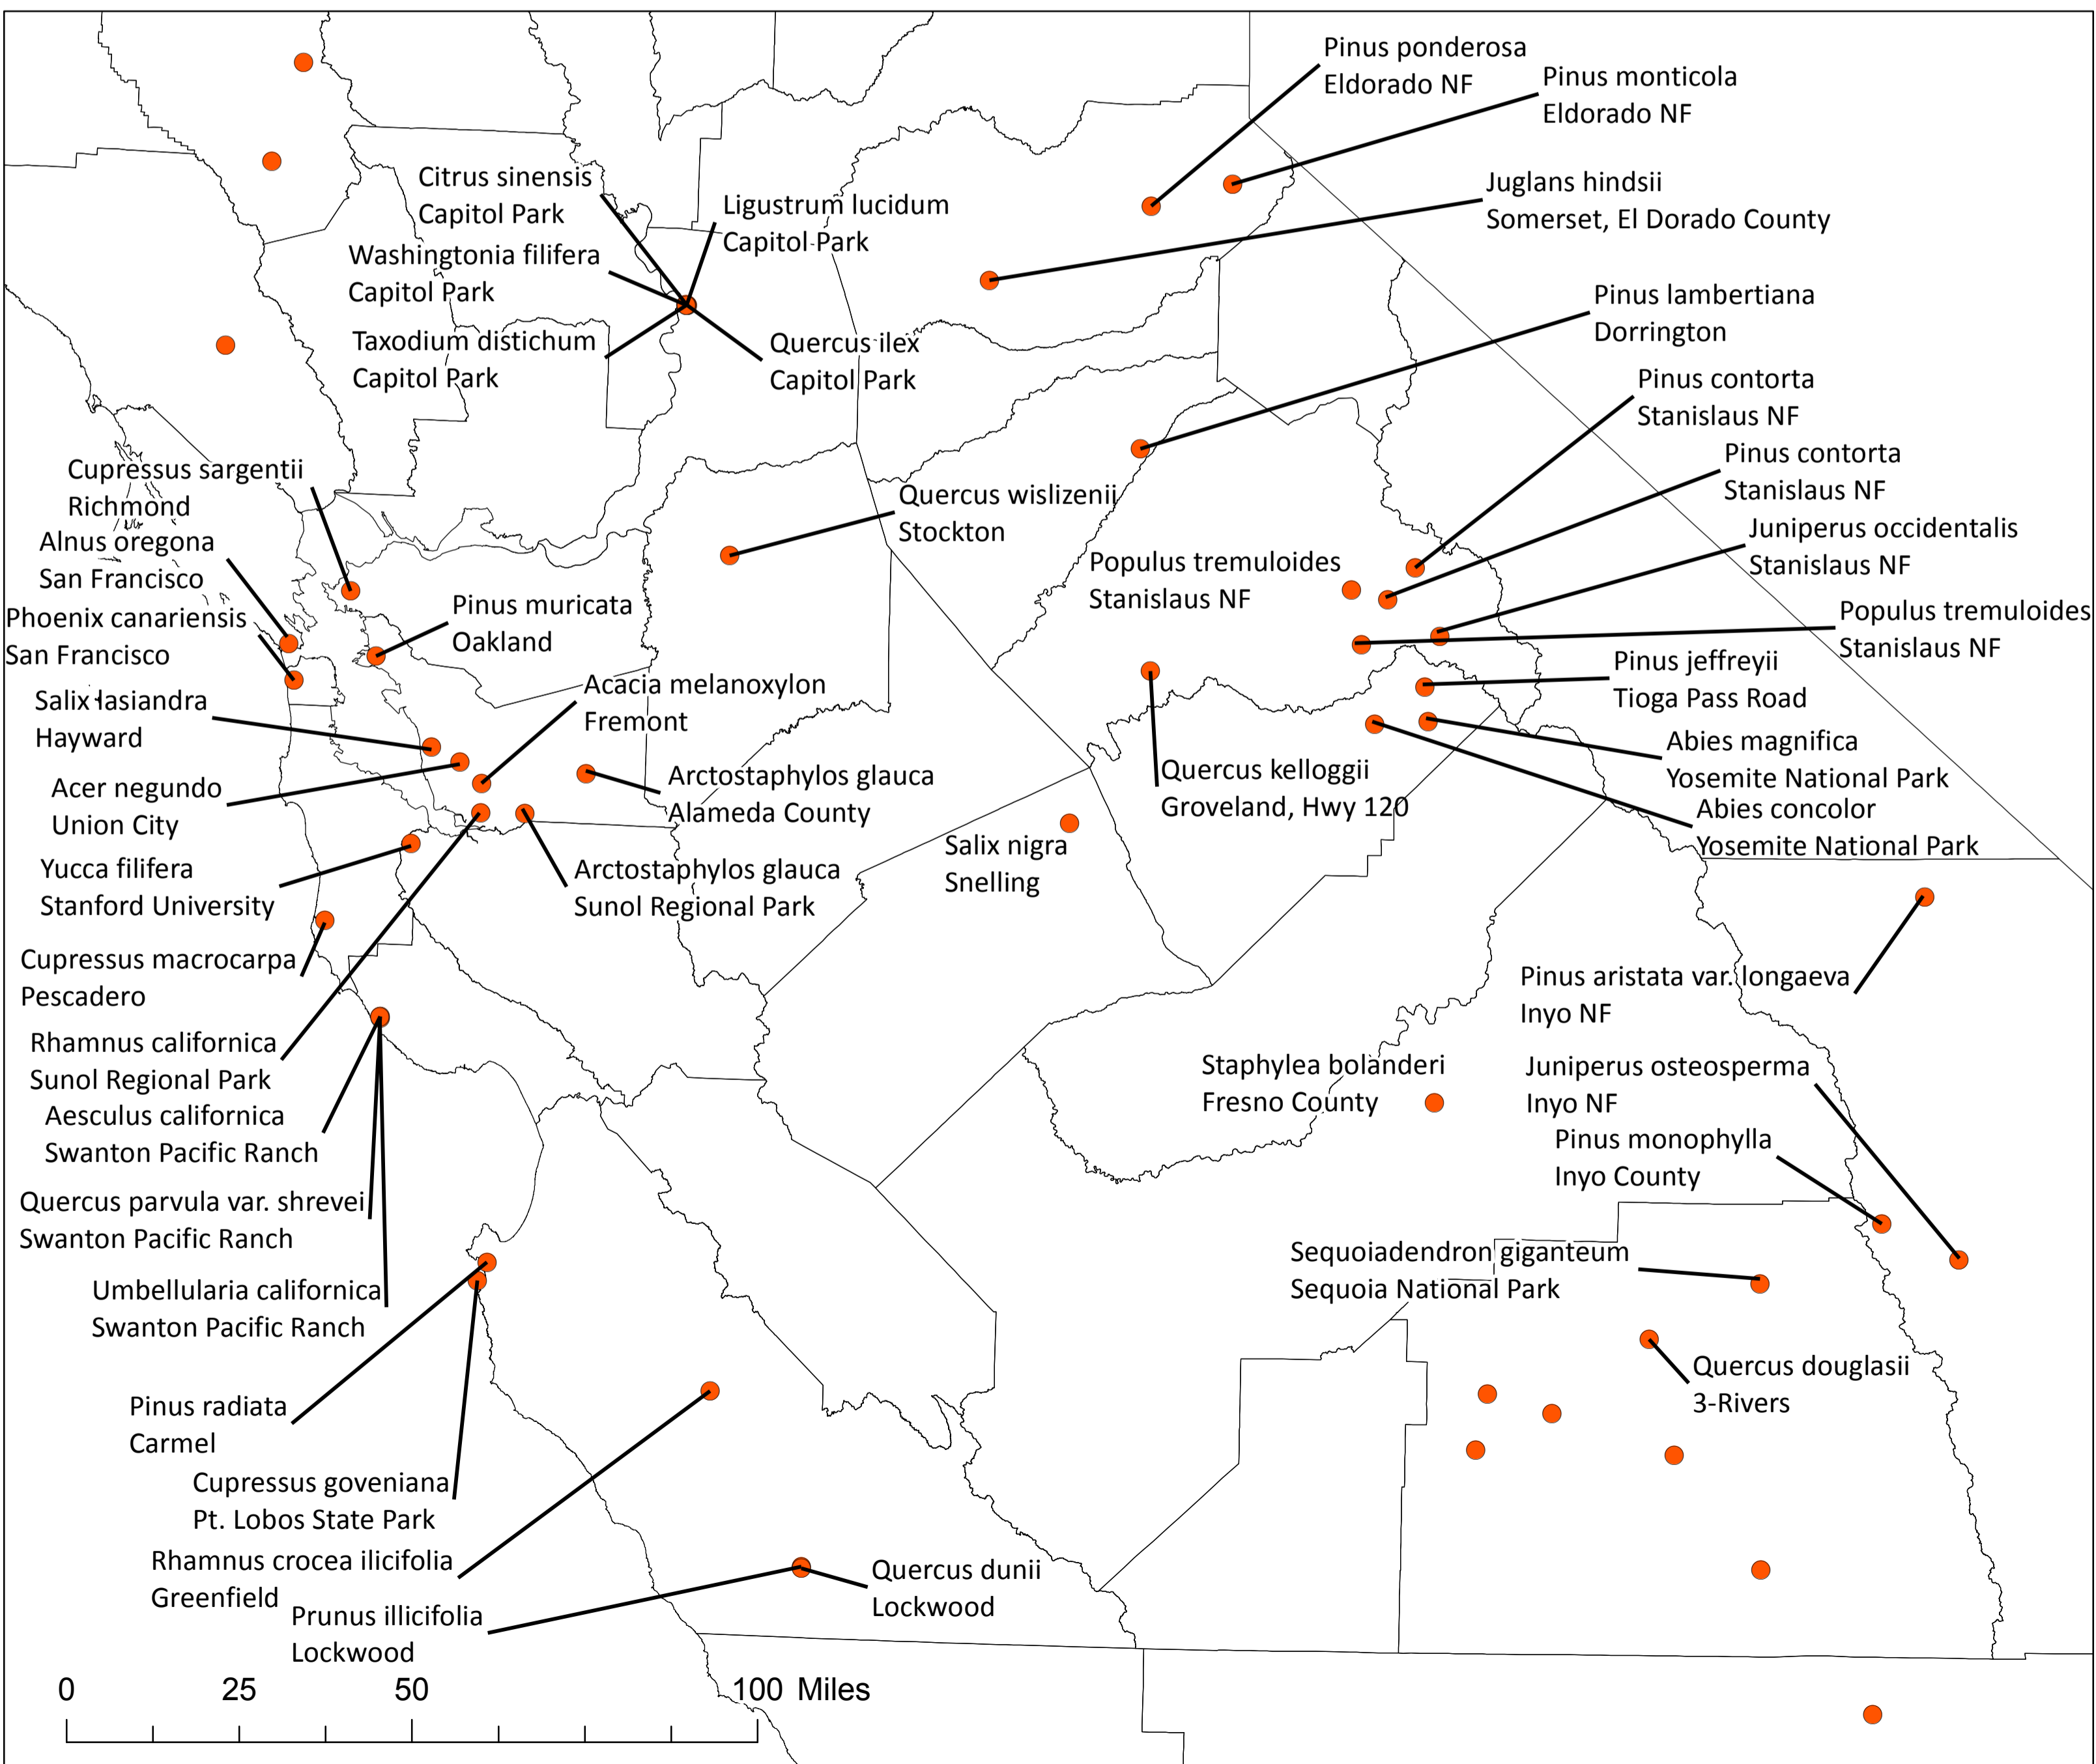 Pinus ponderosa
Eldorado NF
Pinus monticola
Eldorado NF
Citrus sinensis
Capitol Park
Ligustrum lucidum
Capitol Park
Juglans hindsii
Somerset, El Dorado County
Washingtonia filifera
Capitol Park
Taxodium distichum
Capitol Park
Quercus ilex
Capitol Park
Pinus lambertiana
Dorrington
Pinus contorta
Stanislaus NF
Pinus contorta
Stanislaus NF
Cupressus sargentii
Richmond
Quercus wislizenii
Stockton
Juniperus occidentalis
Stanislaus NF
Alnus oregona
San Francisco
Populus tremuloides
Stanislaus NF
Phoenix canariensis
San Francisco
Pinus muricata
Oakland
Populus tremuloides
Stanislaus NF
Pinus jeffreyii
Tioga Pass Road
Salix lasiandra
Hayward
Acacia melanoxylon
Fremont
Abies magnifica
Yosemite National Park
Acer negundo
Union City
Arctostaphylos glauca
Alameda County
Quercus kelloggii
Groveland, Hwy 120
Abies concolor
Yosemite National Park
Yucca filifera
Stanford University
Arctostaphylos glauca
Sunol Regional Park
Salix nigra
Snelling
Cupressus macrocarpa
Pescadero
Pinus aristata var. longaeva
Inyo NF
Rhamnus californica
Sunol Regional Park
Staphylea bolanderi
Fresno County
Juniperus osteosperma
Inyo NF
Aesculus californica
Swanton Pacific Ranch
Pinus monophylla
Inyo County
Quercus parvula var. shrevei
Swanton Pacific Ranch
Sequoiadendron giganteum
Sequoia National Park
Umbellularia californica
Swanton Pacific Ranch
Quercus douglasii
3-Rivers
Pinus radiata
Carmel
Cupressus goveniana
Pt. Lobos State Park
Rhamnus crocea ilicifolia
Greenfield
Quercus dunii
Lockwood
Prunus illicifolia
Lockwood
0 25 50 100 Miles